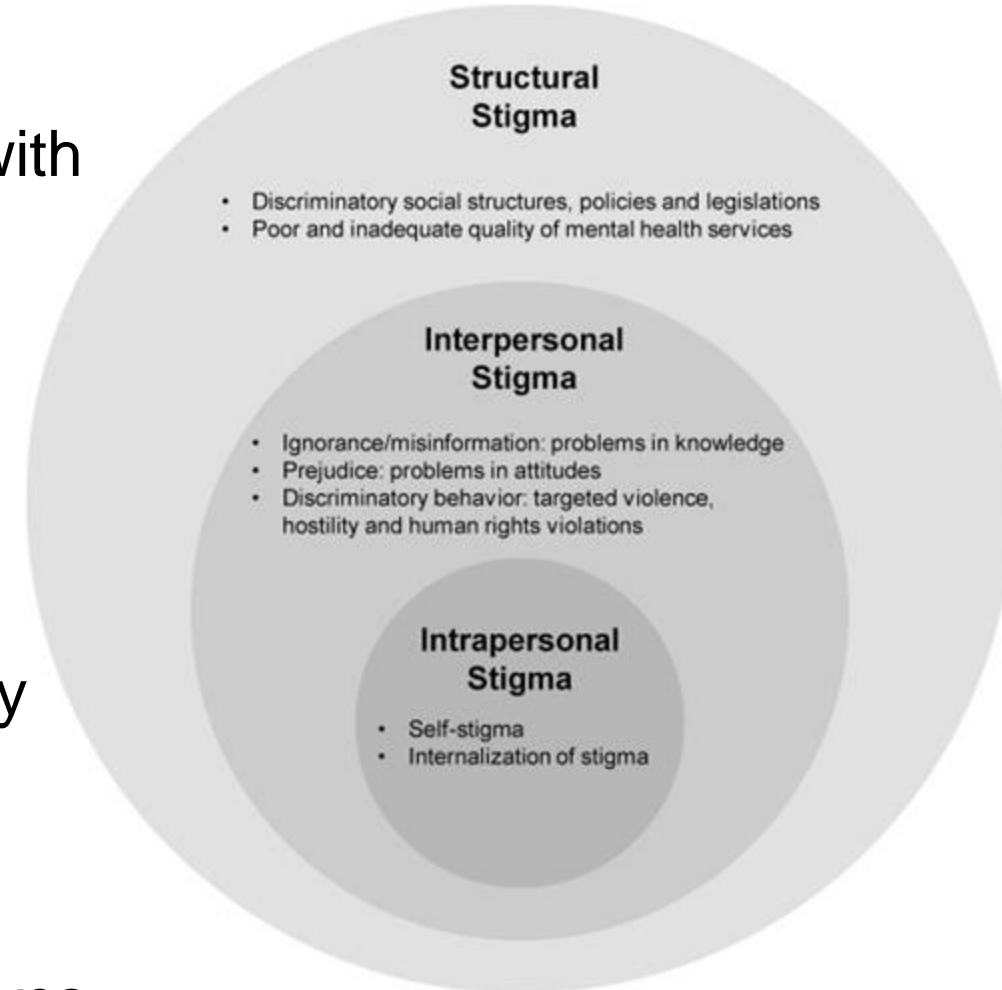 with
Structural
Stigma
• Discriminatory social structures, policies and legislations
• Poor and inadequate quality of mental health services
Interpersonal
Stigma
• Ignorance/misinformation: problems in knowledge
• Prejudice: problems in attitudes
• Discriminatory behavior: targeted violence,
hostility and human rights violations
Intrapersonal
Stigma
y
• Self-stigma
• Internalization of stigma